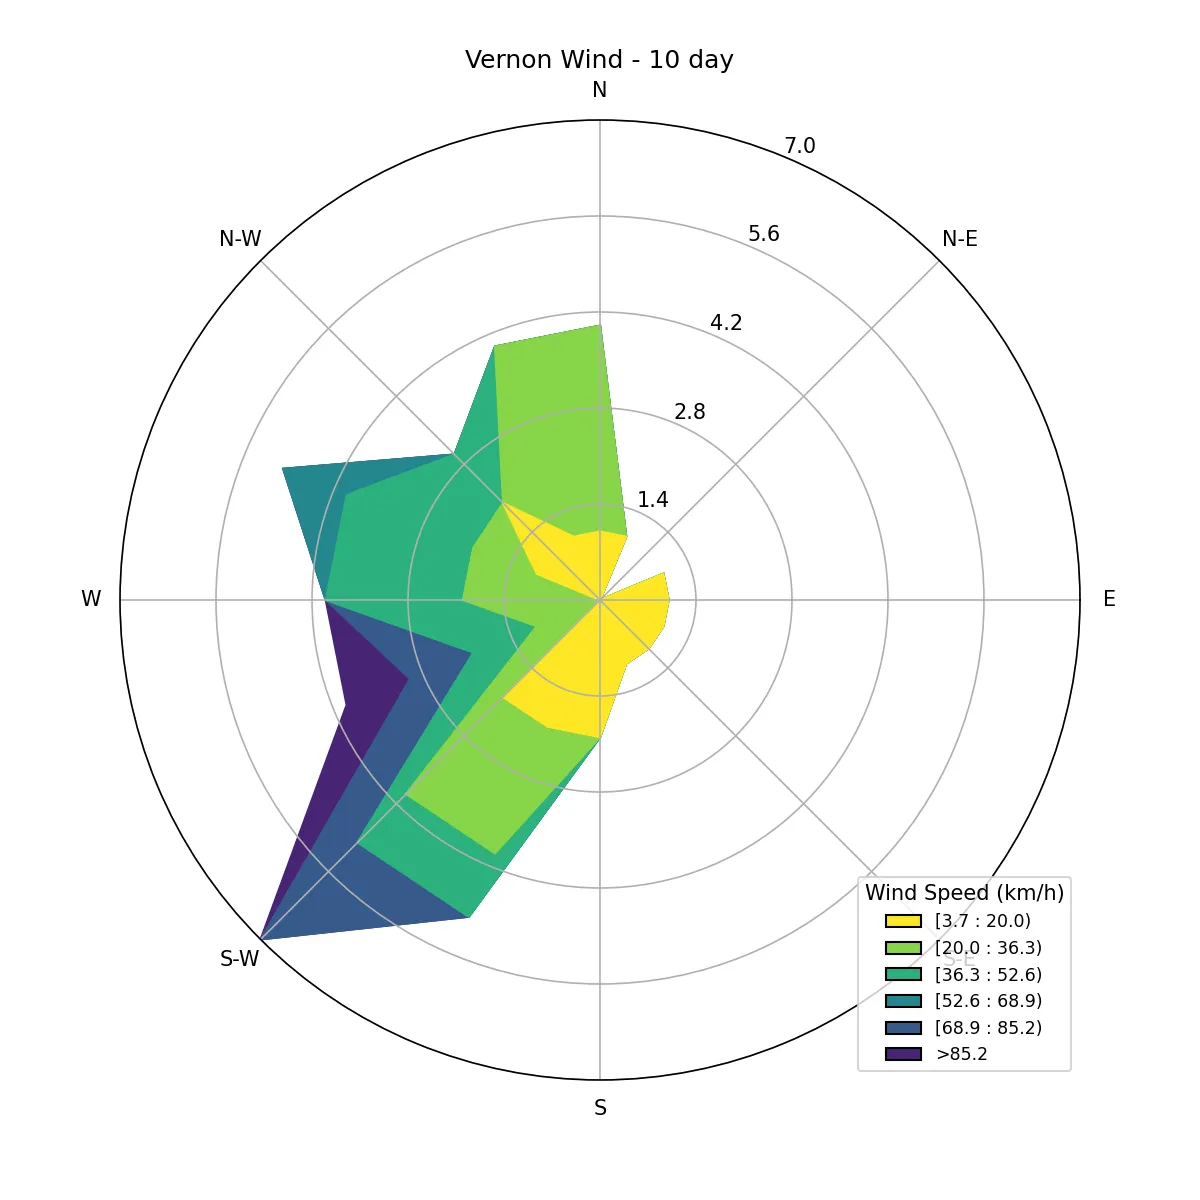 Vernon Wind - 10 day
N
7.0
5.6
N-W
N-E
4.2
2.8
1.4
W
E
Wind Speed (km/h)
[3.7 : 20.0)
[20.0 : 36.3)
S-W
S-E
[36.3 : 52.6)
[52.6 : 68.9)
[68.9 : 85.2)
>85.2
S